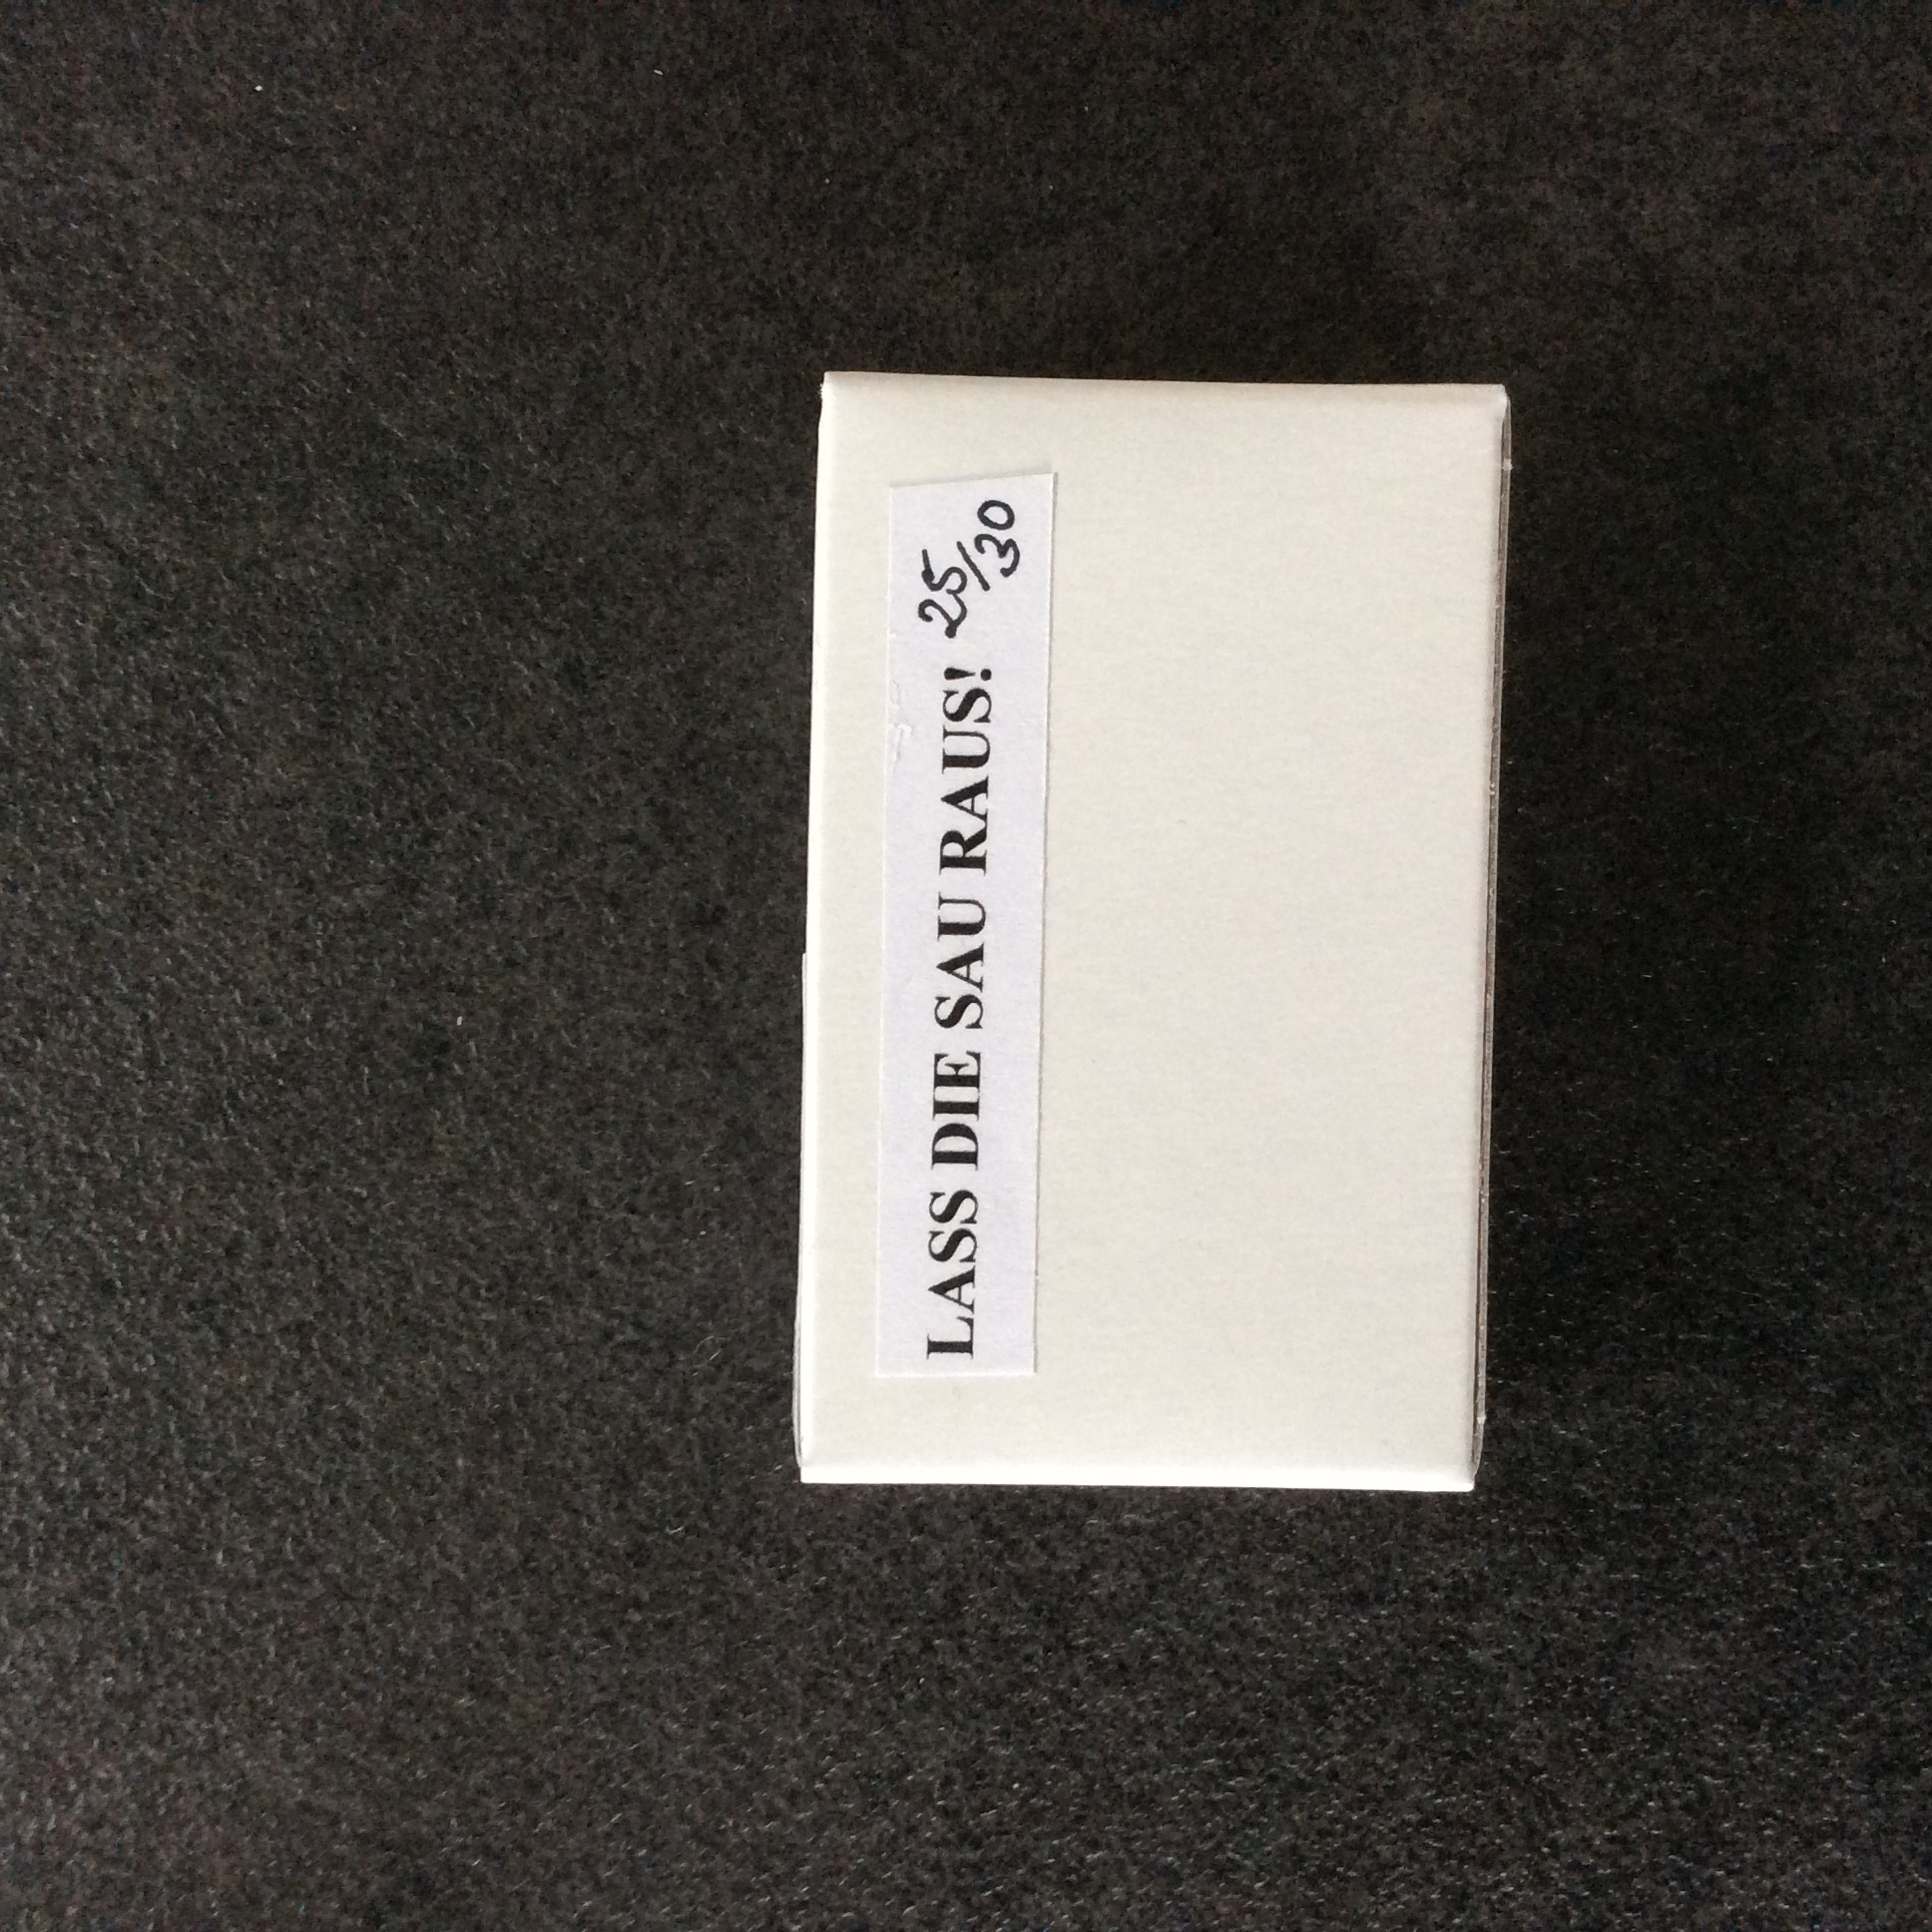 LASS DIE SAU RAUS! 25/30